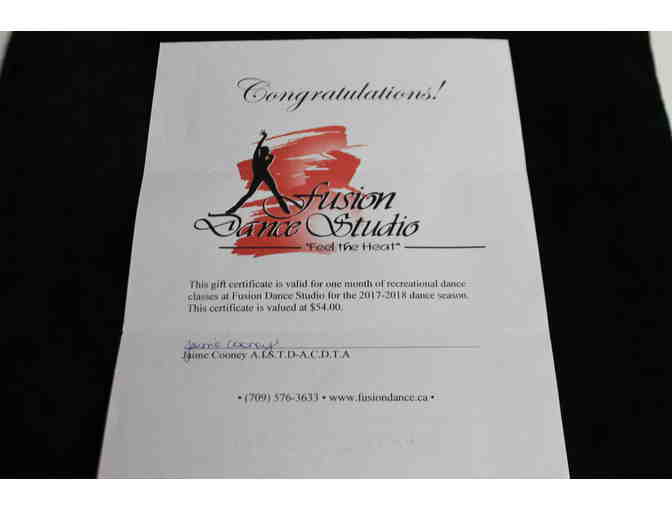 Congratulations!
Fusion
Dance Studio
"Feel the Heat"
This gift certificate is valid for one month of recreational dance
classes at Fusion Dance Studio for the 2017-2018 dance season.
This certificate is valued at $54.00.
Jaime Cooney
Jaime Cooney A.I.S.T.D-A.C.D.T.A
• (709) 576-3633 • www.fusiondance.ca •